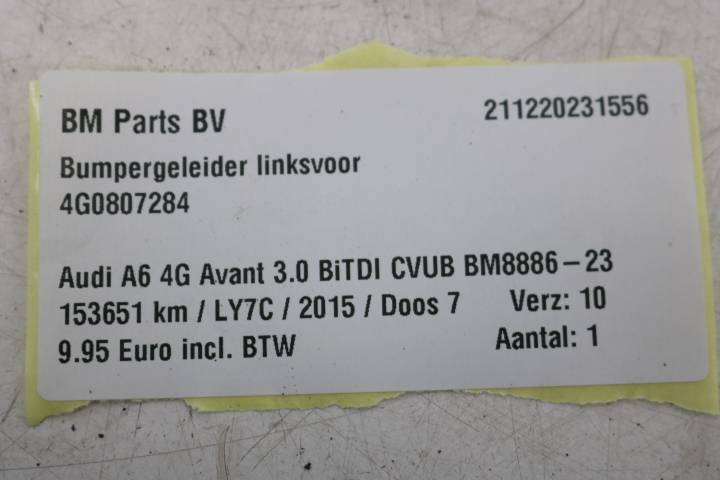 BM Parts BV 211220231556
Bumpergeleider linksvoor
4G0807284
Audi A6 4G Avant 3.0 BiTDI CVUB BM8886-23
153651 km / LY7C / 2015 / Doos 7 Verz: 10
9.95 Euro incl. BTW Aantal: 1